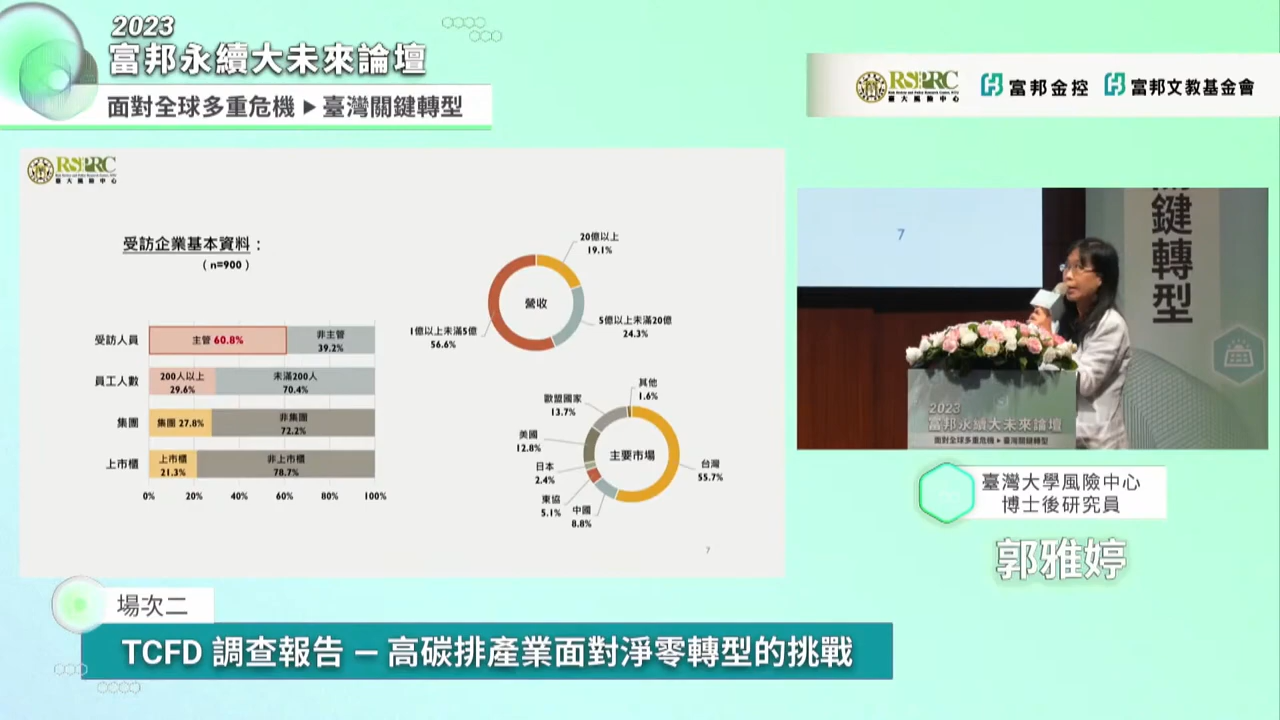 2023
富邦永續大未來論壇
面對全球多重危機▶臺灣關鍵轉型
RSPRC
臺大風險中心
富邦金控
富邦文教基金會
RSPRC
臺大風險中心
受訪企業基本資料：
（n=900）
受訪人員
主管 60.8%
非主管
39.2%
員工人數
200人以上
29.6%
未滿200人
70.4%
集團
集團 27.8%
非集團
72.2%
上市櫃
上市櫃
21.3%
非上市櫃
78.7%
0%
20%
40%
60%
80%
100%
營收
20億以上
19.1%
5億以上未滿20億
24.3%
1億以上未滿5億
56.6%
主要市場
其他
1.6%
歐盟國家
13.7%
美國
12.8%
日本
2.4%
東協
5.1%
中國
8.8%
台灣
55.7%
7
7
鍵轉型
2023
富邦永續大未來論壇
面對全球多重危機▶臺灣關鍵轉型
臺灣大學風險中心
博士後研究員
郭雅婷
場次二
TCFD 調查報告 — 高碳排產業面對淨零轉型的挑戰